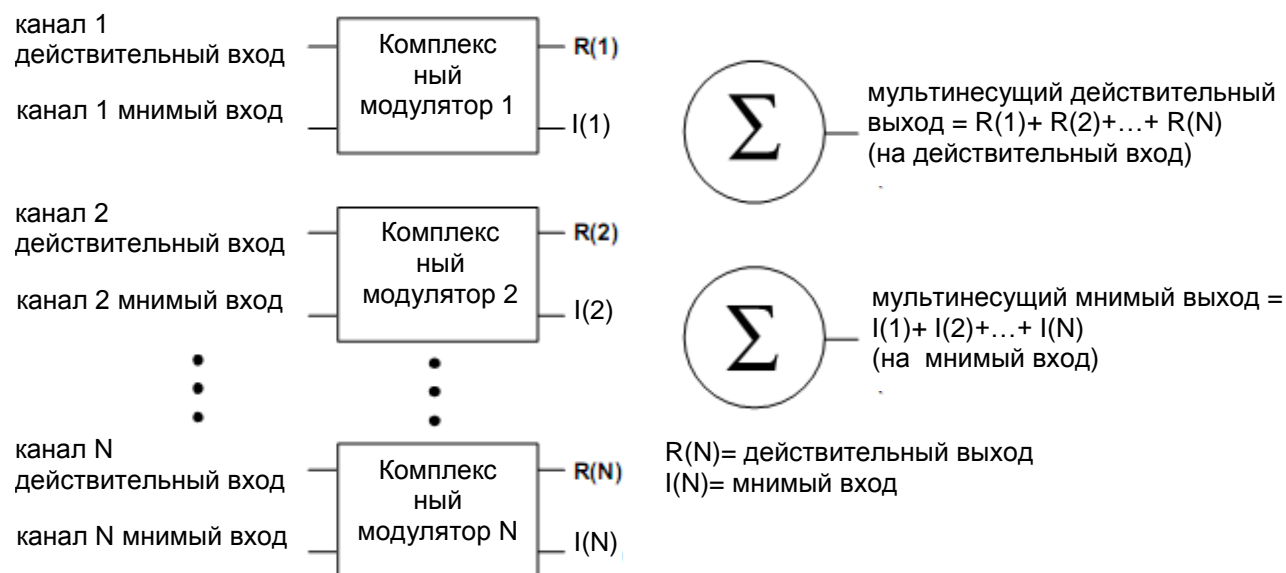 канал 1
действительный вход
канал 1 мнимый вход
Комплекс
ный
модулятор 1
R(1)
I(1)
Σ
мультинесущий действительный
выход = R(1)+ R(2)+...+ R(N)
(на действительный вход)
канал 2
действительный вход
канал 2 мнимый вход
Комплекс
ный
модулятор 2
R(2)
I(2)
Σ
мультинесущий мнимый выход =
I(1)+ I(2)+...+ I(N)
(на мнимый вход)
канал N
действительный вход
канал N мнимый вход
Комплекс
ный
модулятор N
R(N)
I(N)
R(N)= действительный выход
I(N)= мнимый вход